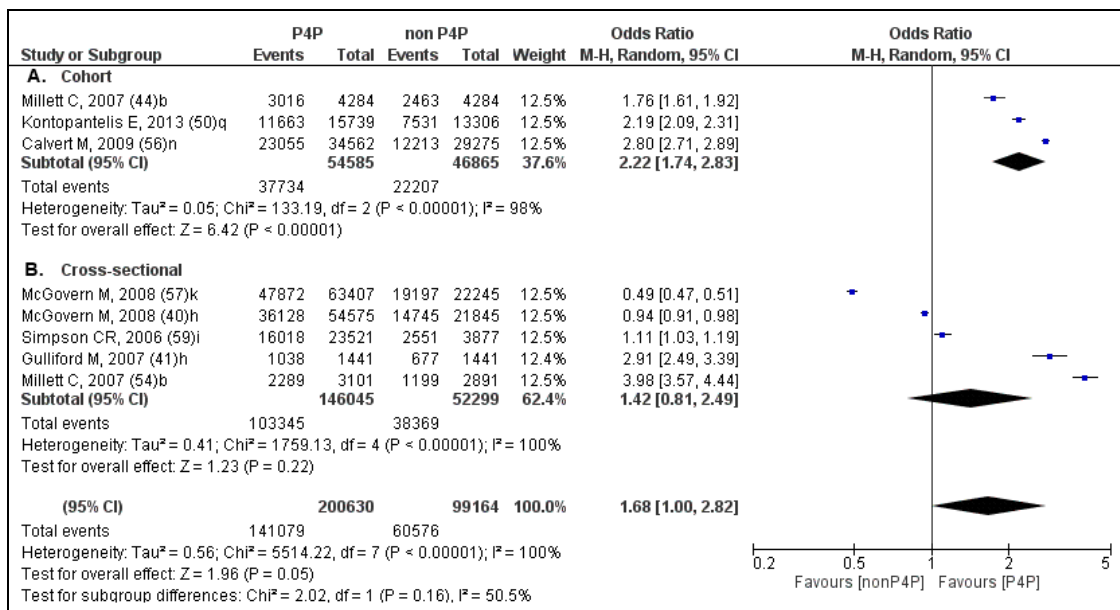 P4P non P4P Odds Ratio Odds Ratio
Study or Subgroup Events Total Events Total Weight M-H, Random, 95% CI M-H, Random, 95% CI
A. Cohort
Millett C, 2007 (44)b 3016 4284 2463 4284 12.5% 1.76 [1.61, 1.92]
Kontopantelis E, 2013 (50)q 11663 15739 7531 13306 12.5% 2.19 [2.09, 2.31]
Calvert M, 2009 (56)n 23055 34562 12213 29275 12.5% 2.80 [2.71, 2.89]
Subtotal (95% CI) 54585 46865 37.6% 2.22 [1.74, 2.83]
Total events 37734 22207
Heterogeneity: Tau² = 0.05; Chi² = 133.19, df = 2 (P < 0.00001); I² = 98%
Test for overall effect: Z = 6.42 (P < 0.00001)
B. Cross-sectional
McGovern M, 2008 (57)k 47872 63407 19197 22245 12.5% 0.49 [0.47, 0.51]
McGovern M, 2008 (40)h 36128 54575 14745 21845 12.5% 0.94 [0.91, 0.98]
Simpson CR, 2006 (59)i 16018 23521 2551 3877 12.5% 1.11 [1.03, 1.19]
Gulliford M, 2007 (41)h 1038 1441 677 1441 12.4% 2.91 [2.49, 3.39]
Millett C, 2007 (54)b 2289 3101 1199 2891 12.5% 3.98 [3.57, 4.44]
Subtotal (95% CI) 146045 52299 62.4% 1.42 [0.81, 2.49]
Total events 103345 38369
Heterogeneity: Tau² = 0.41; Chi² = 1759.13, df = 4 (P < 0.00001); I² = 100%
Test for overall effect: Z = 1.23 (P = 0.22)
(95% CI) 200630 99164 100.0% 1.68 [1.00, 2.82]
Total events 141079 60576
Heterogeneity: Tau² = 0.56; Chi² = 5514.22, df = 7 (P < 0.00001); I² = 100%
Test for overall effect: Z = 1.96 (P = 0.05)
Test for subgroup differences: Chi² = 2.02, df = 1 (P = 0.16), I² = 50.5%
0.2 0.5 1 2 5
Favours [nonP4P] Favours [P4P]